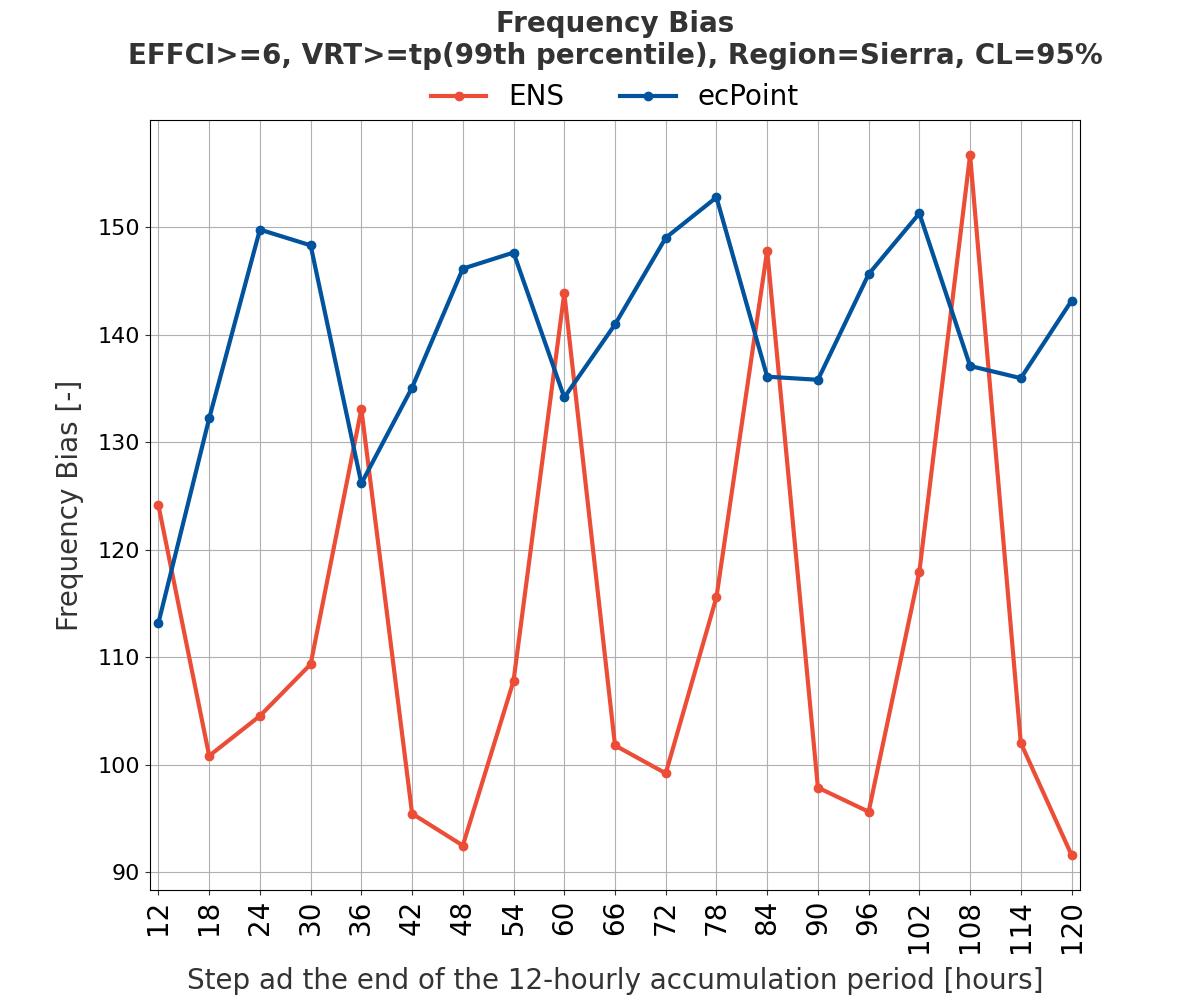 Frequency Bias
EFFCI>=6, VRT>=tp(99th percentile), Region=Sierra, CL=95%
ENS ecPoint
150
140
130
120
110
100
90
Frequency Bias [-]
12 18 24 30 36 42 48 54 60 66 72 78 84 90 96 102 108 114 120
Step ad the end of the 12-hourly accumulation period [hours]